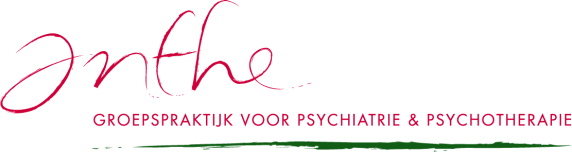 anthe
GROEPSPRAKTIJK VOOR PSYCHIATRIE & PSYCHOTHERAPIE